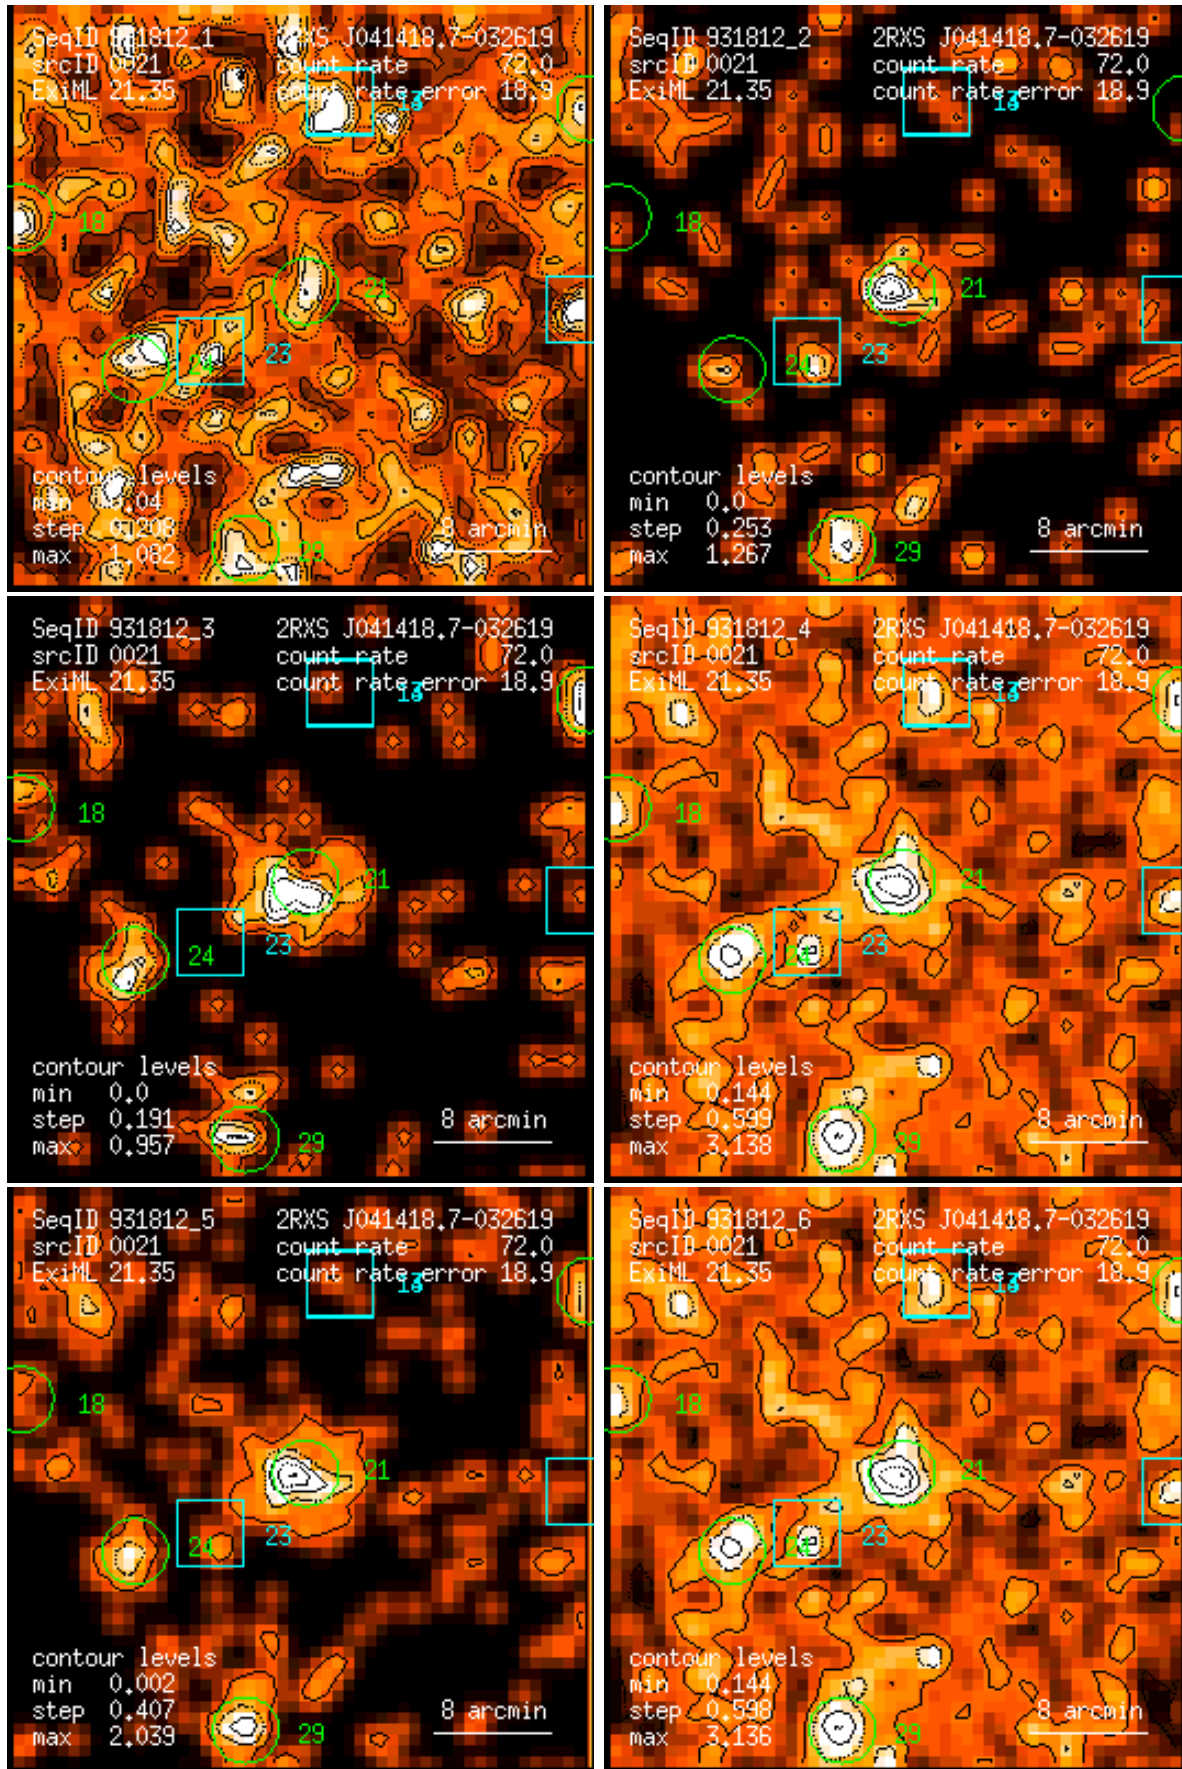 SeqID 931812_1 2RXS J041418.7-032619
srcID 0021 count rate 72.0
ExiML 21.35 count rate error 18.9
18
21
23
24
contour levels
min 0.04
step 0.208 8 arcmin
max 1.082 29
SeqID 931812_2 2RXS J041418.7-032619
srcID 0021 count rate 72.0
ExiML 21.35 count rate error 18.9
18
21
23
24
contour levels
min 0.0
step 0.253 8 arcmin
max 1.267 29
SeqID 931812_3 2RXS J041418.7-032619
srcID 0021 count rate 72.0
ExiML 21.35 count rate error 18.9
18
21
23
24
contour levels
min 0.0
step 0.191 8 arcmin
max 0.957 29
SeqID 931812_4 2RXS J041418.7-032619
srcID 0021 count rate 72.0
ExiML 21.35 count rate error 18.9
18
21
23
24
contour levels
min 0.144
step 0.599 8 arcmin
max 3.138 29
SeqID 931812_5 2RXS J041418.7-032619
srcID 0021 count rate 72.0
ExiML 21.35 count rate error 18.9
18
21
23
24
contour levels
min 0.002
step 0.407 8 arcmin
max 2.039 29
SeqID 931812_6 2RXS J041418.7-032619
srcID 0021 count rate 72.0
ExiML 21.35 count rate error 18.9
18
21
23
24
contour levels
min 0.144
step 0.598 8 arcmin
max 3.136 29